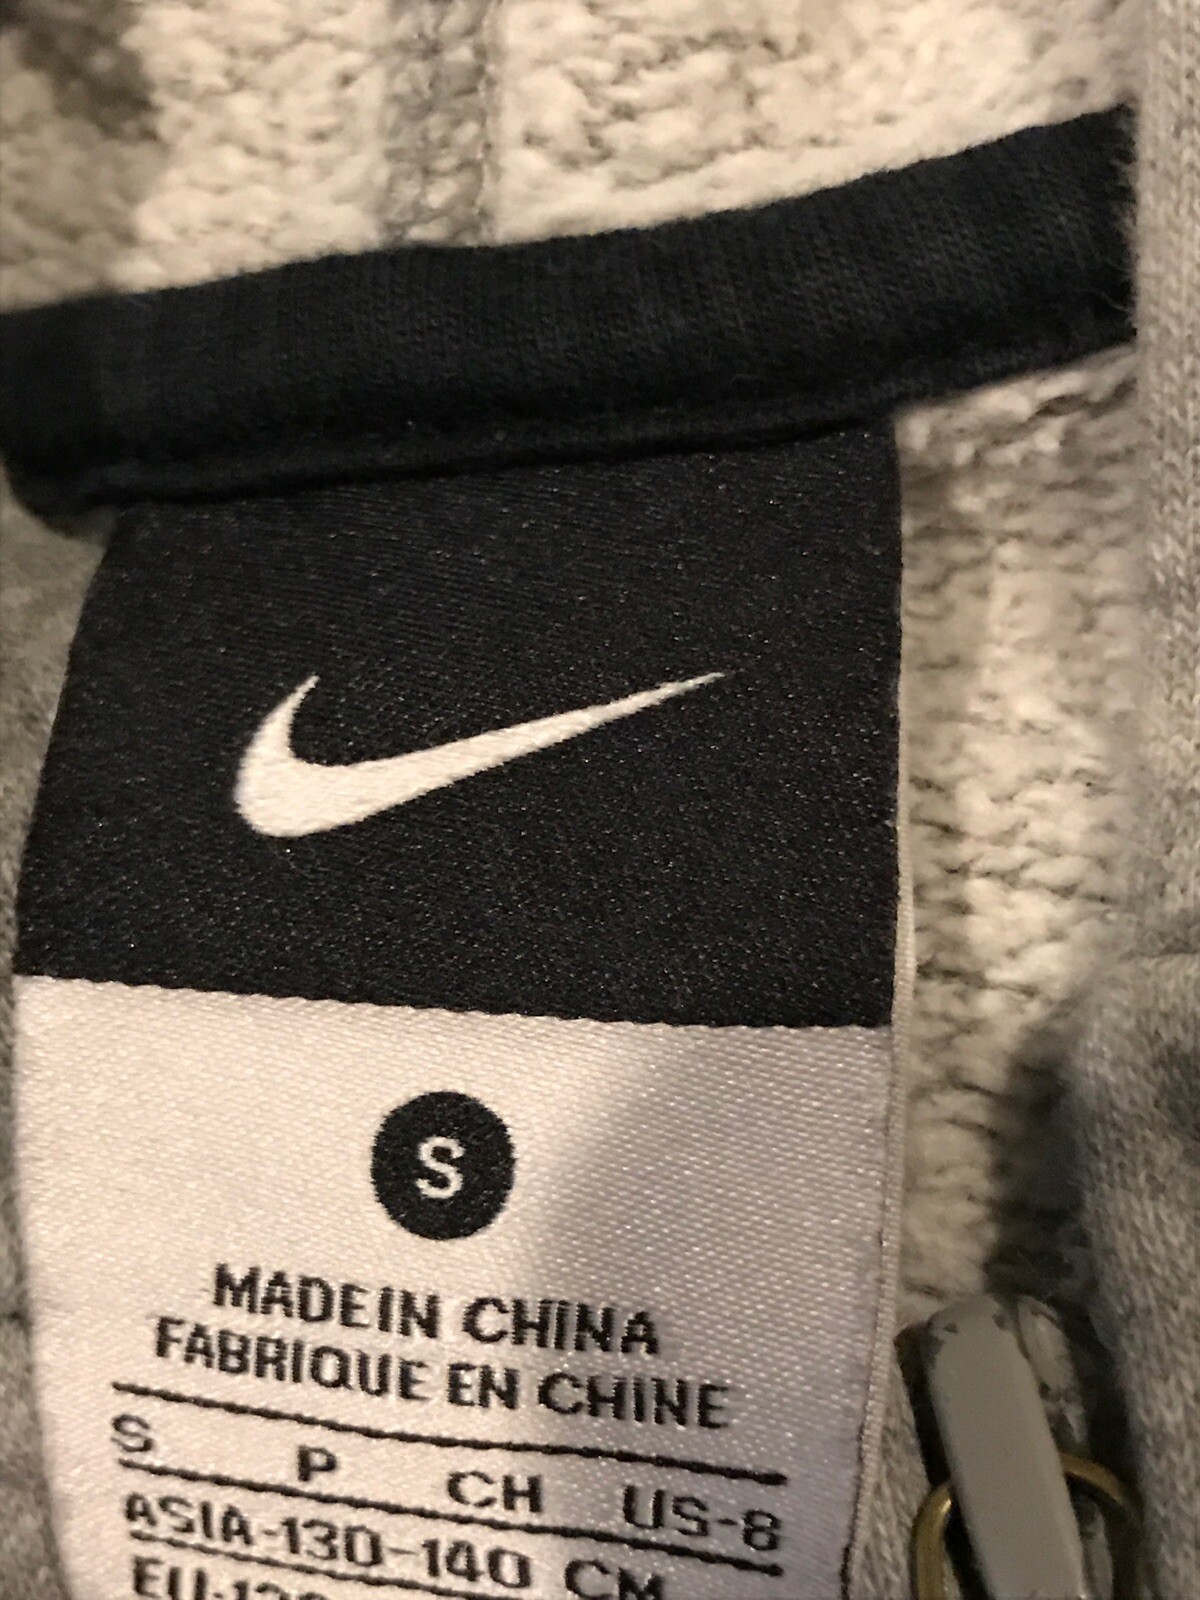 S
MADE IN CHINA
FABRIQUE EN CHINE
S P CH US-8
ASIA-130-140 CM